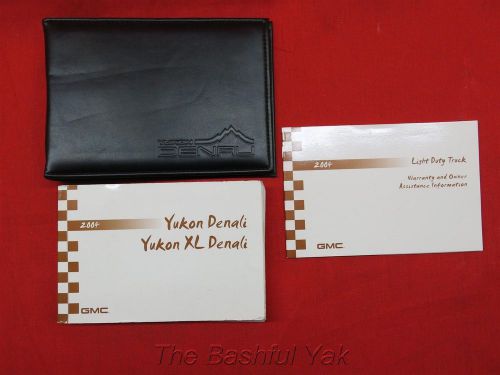 YUKON
DENALI
2004
Yukon Denali
Yukon XL Denali
GMC
2004
Light Duty Truck
Warranty and Owner
Assistance Information
GMC
The Bashful Yak